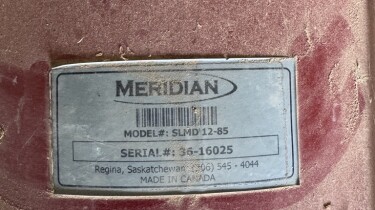 MERIDIAN
MODEL#: SLMD 12-85
SERIAL#: 36-16025
Regina, Saskatchewan (306) 545 - 4044
MADE IN CANADA